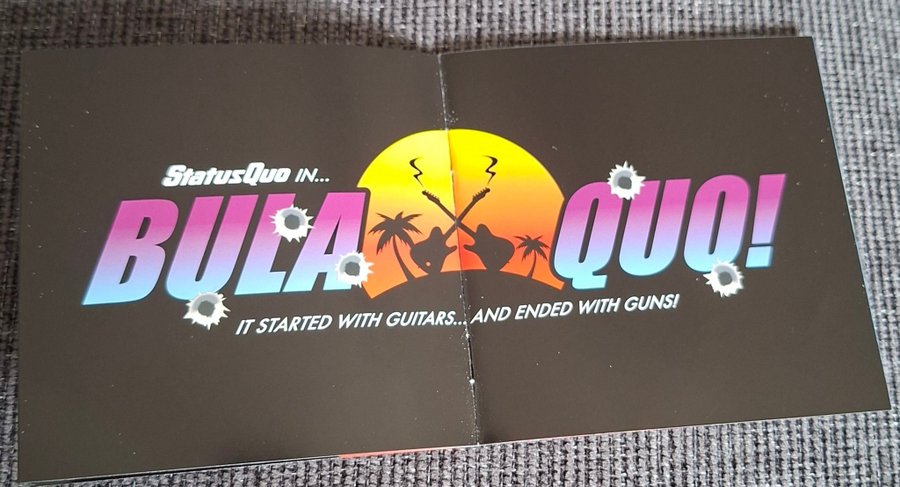 StatusQuo IN...
BULA QUO!
IT STARTED WITH GUITARS... AND ENDED WITH GUNS!